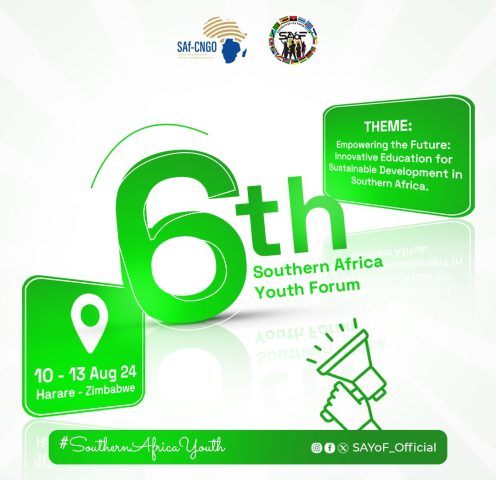 SAf-CNGO
SAYoF
THEME:
Empowering the Future:
Innovative Education for
Sustainable Development in
Southern Africa.
6th
Southern Africa
Youth Forum
10 - 13 Aug 24
Harare - Zimbabwe
#SouthernAfricaYouth
SAYoF_Official